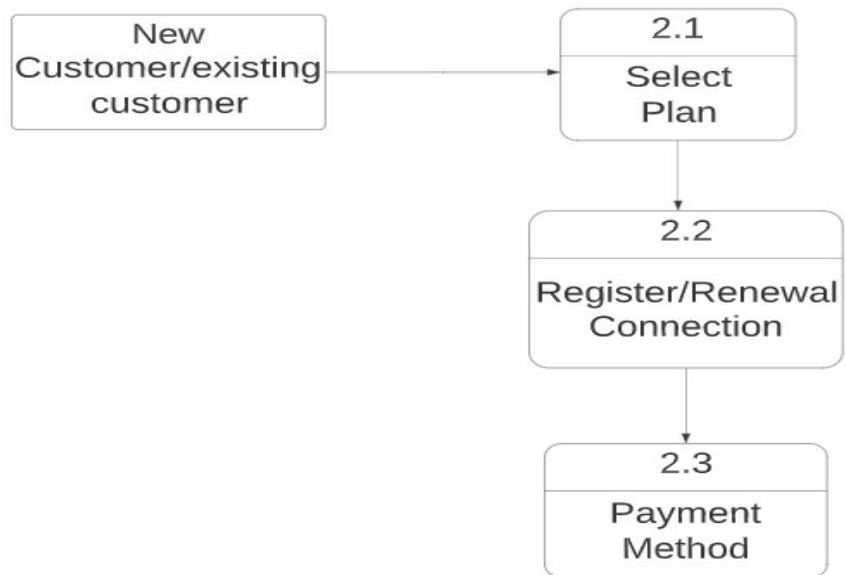 New
Customer/existing
customer
2.1
Select
Plan
2.2
Register/Renewal
Connection
2.3
Payment
Method